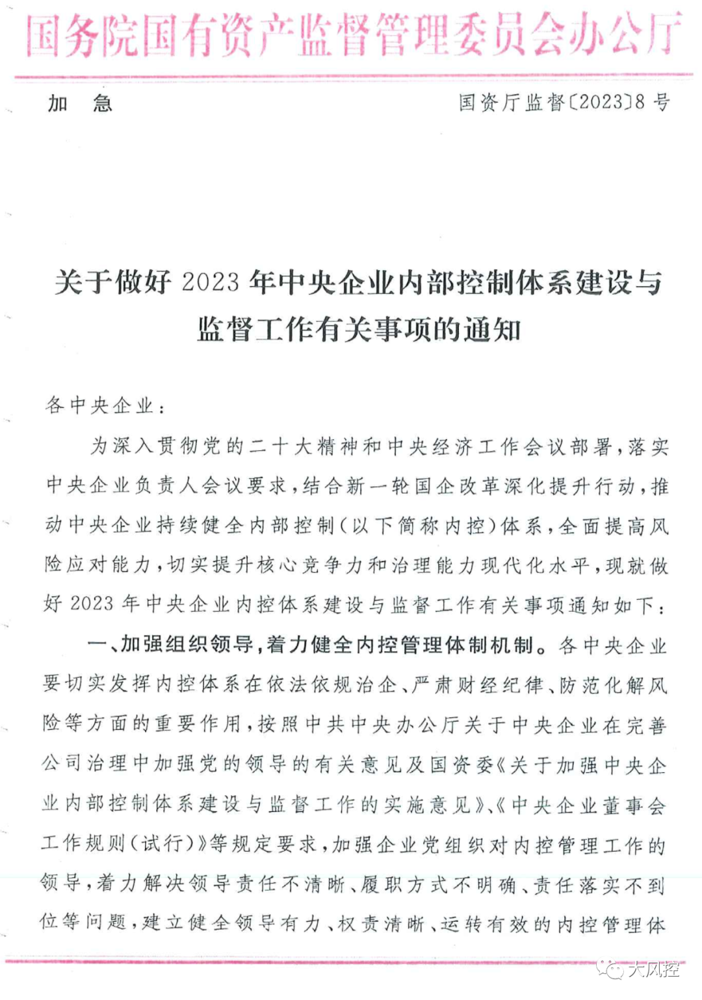 国务院国有资产监督管理委员会办公厅
加 急
国资厅监督〔2023〕8 号
关于做好 2023 年中央企业内部控制体系建设与
监督工作有关事项的通知
各中央企业：
为深入贯彻党的二十大精神和中央经济工作会议部署，落实
中央企业负责人会议要求，结合新一轮国企改革深化提升行动，推
动中央企业持续健全内部控制（以下简称内控）体系，全面提高风
险应对能力，切实提升核心竞争力和治理能力现代化水平，现就做
好 2023 年中央企业内控体系建设与监督工作有关事项通知如下：
一、加强组织领导，着力健全内控管理体制机制。各中央企业
要切实发挥内控体系在依法依规治企、严肃财经纪律、防范化解风
险等方面的重要作用，按照中共中央办公厅关于中央企业在完善
公司治理中加强党的领导的有关意见及国资委《关于加强中央企
业内部控制体系建设与监督工作的实施意见》、《中央企业董事会
工作规则（试行）》等规定要求，加强企业党组织对内控管理工作的
领导，着力解决领导责任不清晰、履职方式不明确、责任落实不到
位等问题，建立健全领导有力、权责清晰、运转有效的内控管理体
大风控